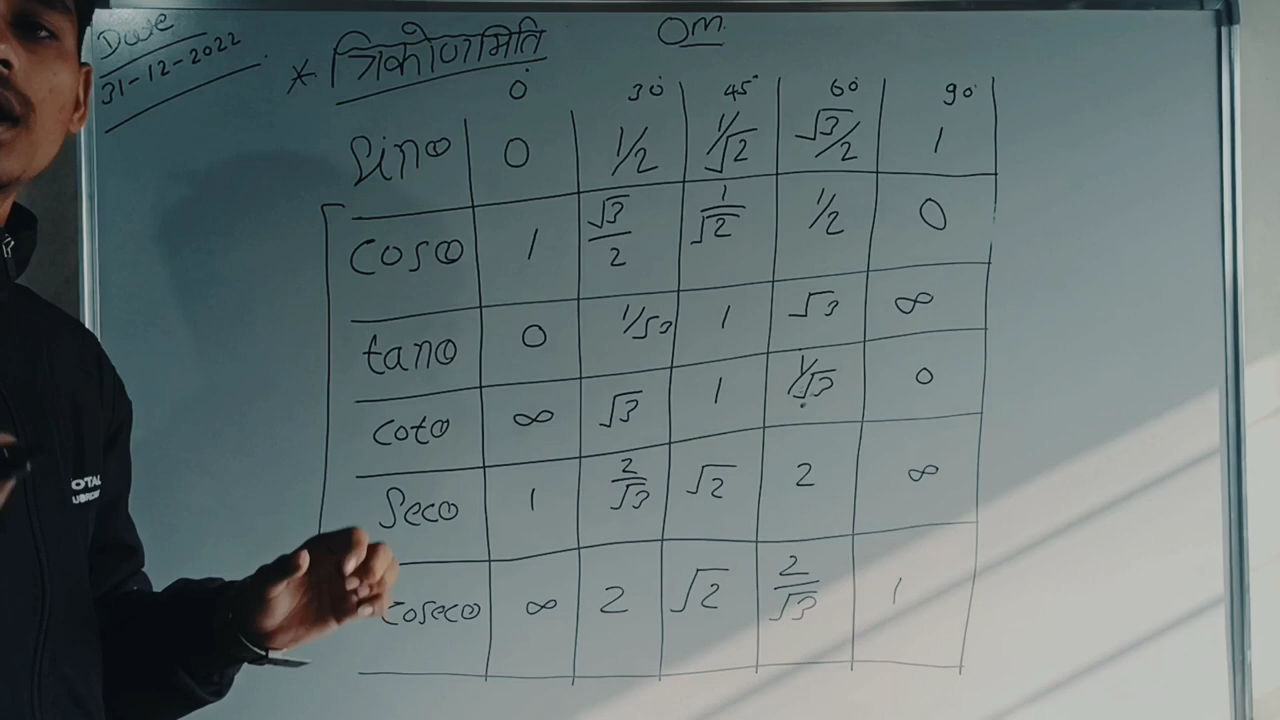 Date
31-12-2022
* त्रिकोणमिति
Om
0° 30° 45° 60° 90°
Sinθ 0 1/2 1/√2 √3/2 1
Cosθ 1 √3/2 1/√2 1/2 0
tanθ 0 1/√3 1 √3 ∞
Cotθ ∞ √3 1 1/√3 0
Secθ 1 2/√3 √2 2 ∞
Cosecθ ∞ 2 √2 2/√3 1
OTAL
UBRICA